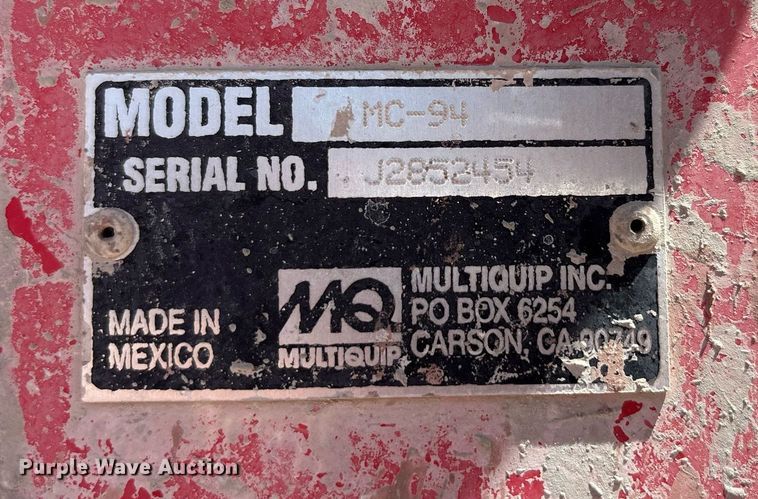 MODEL MC-94
SERIAL NO. J2852454
MADE IN
MEXICO
MQ
MULTIQUIP
MULTIQUIP INC.
PO BOX 6254
CARSON, CA 90749
Purple Wave Auction